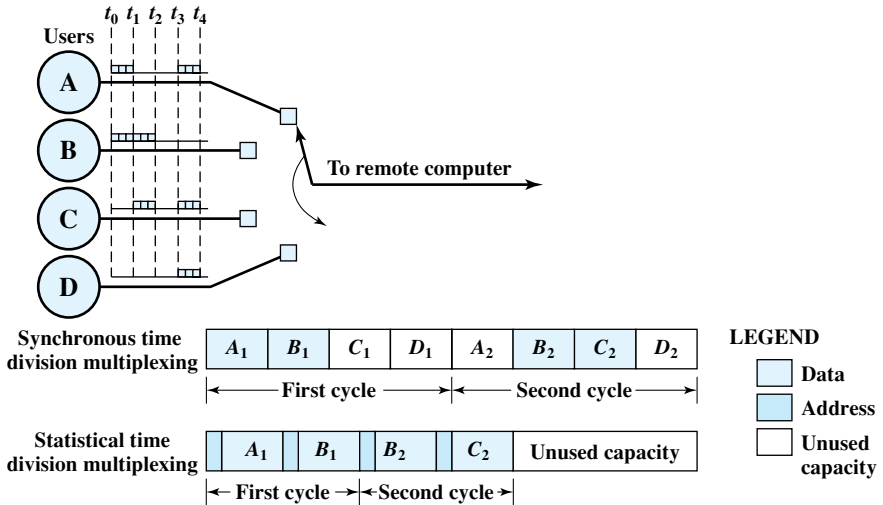 t₀ t₁ t₂ t₃ t₄
Users
A
B
To remote computer
C
D
Synchronous time
division multiplexing
A₁ B₁ C₁ D₁ A₂ B₂ C₂ D₂
First cycle Second cycle
LEGEND
Data
Address
Unused
capacity
Statistical time
division multiplexing
A₁ B₁ B₂ C₂ Unused capacity
First cycle Second cycle